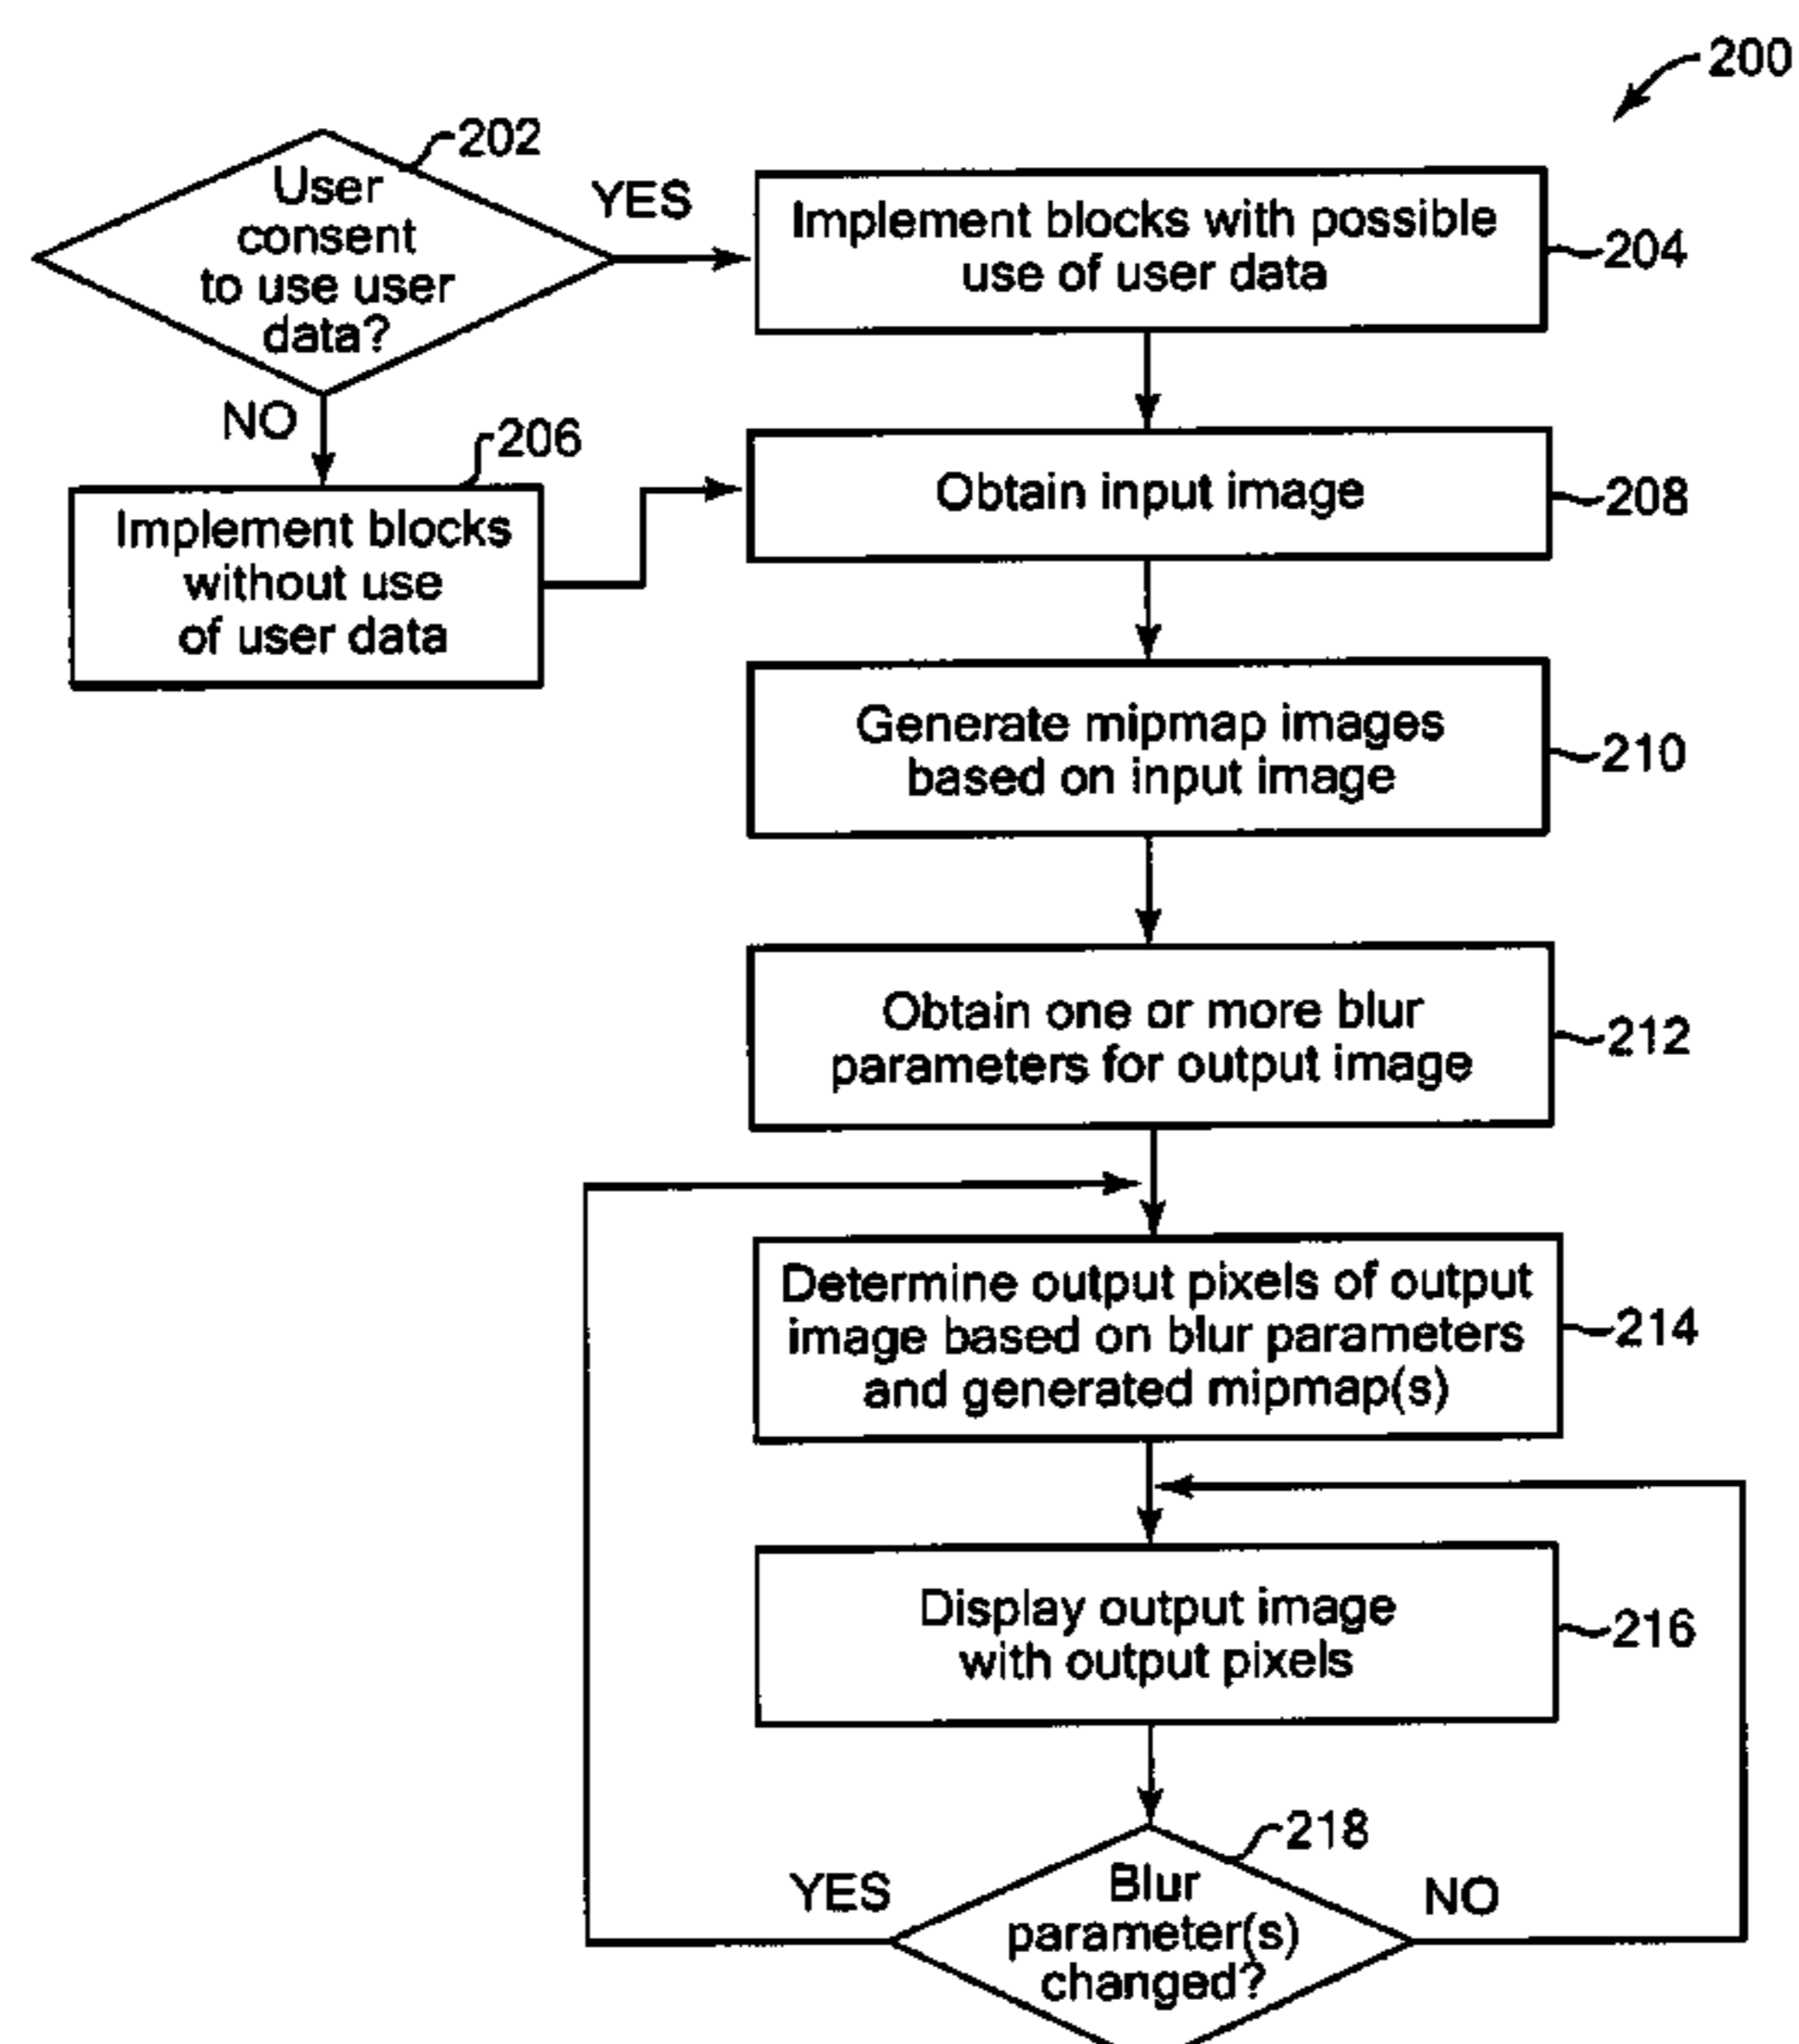 200
202
User
consent
to use user
data?
YES
Implement blocks with possible
use of user data
204
NO
206
Implement blocks
without use
of user data
Obtain input image
208
Generate mipmap images
based on input image
210
Obtain one or more blur
parameters for output image
212
Determine output pixels of output
image based on blur parameters
and generated mipmap(s)
214
Display output image
with output pixels
216
218
YES
Blur
parameter(s)
changed?
NO